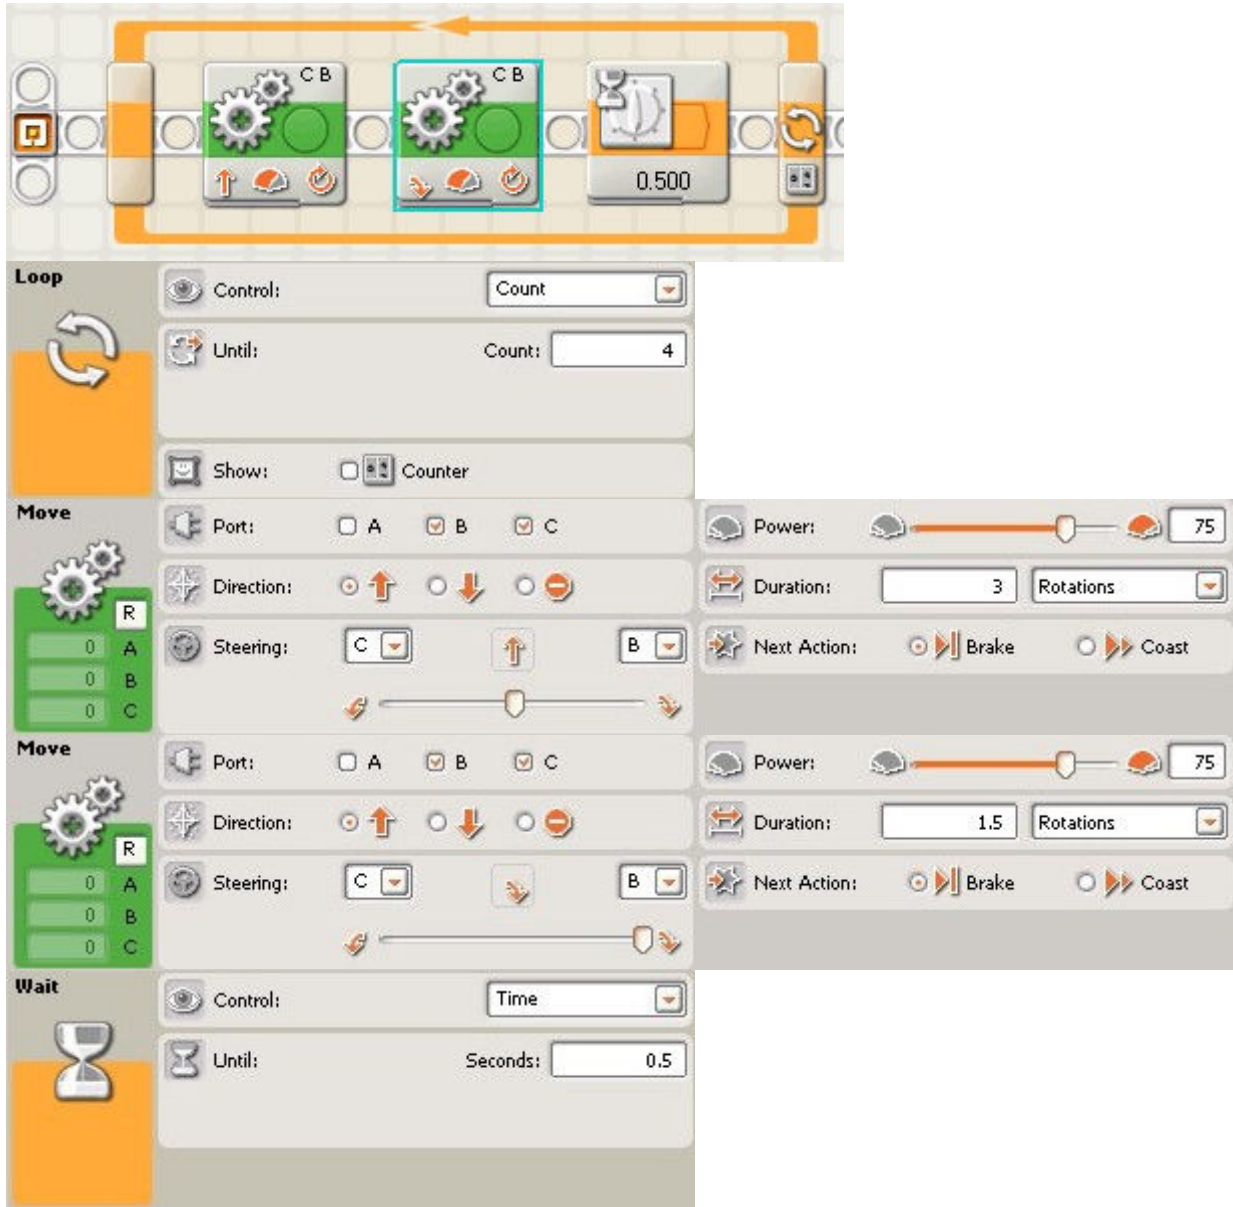 C B
C B
0.500
Loop
Control: Count
Until: Count: 4
Show: Counter
Move
Port: A B C
Power: 75
Direction:
Duration: 3 Rotations
R
Steering: C B
Next Action: Brake Coast
0 A
0 B
0 C
Move
Port: A B C
Power: 75
Direction:
Duration: 1.5 Rotations
R
Steering: C B
Next Action: Brake Coast
0 A
0 B
0 C
Wait
Control: Time
Until: Seconds: 0.5